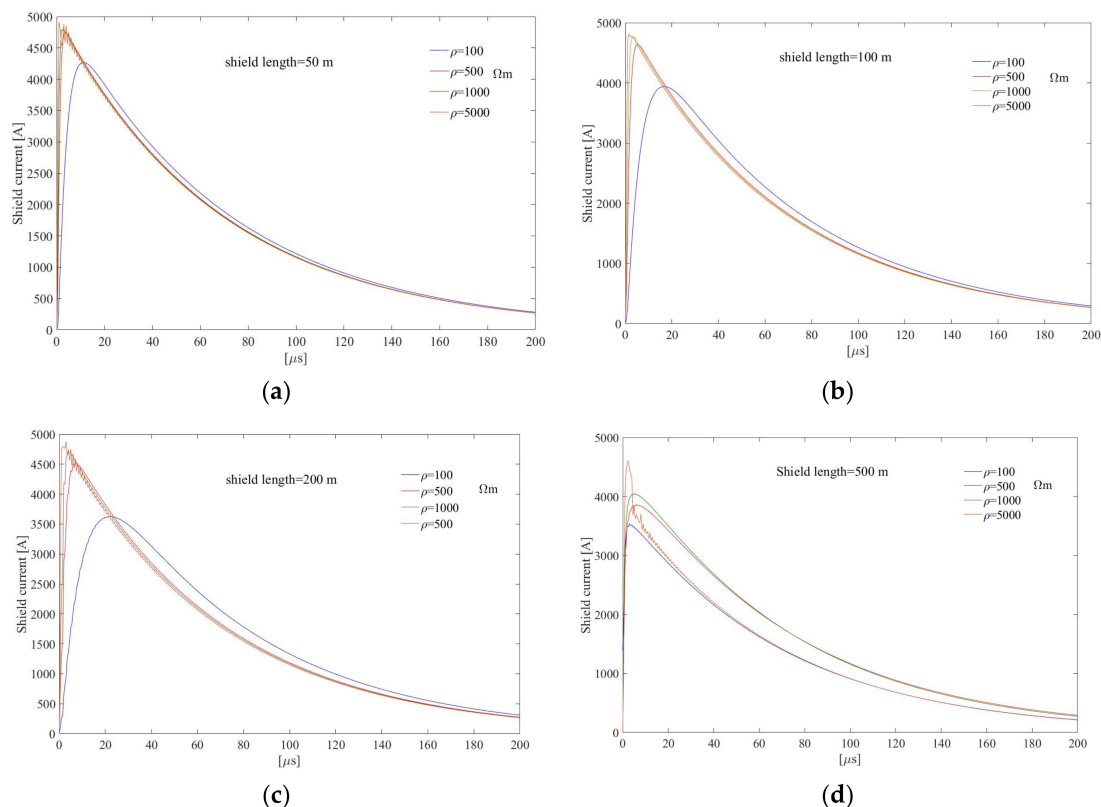 5000
4500
4000
3500
3000
2500
2000
1500
1000
500
0
Shield current [A]
shield length=50 m
ρ=100
ρ=500
ρ=1000
ρ=5000
Ωm
0 20 40 60 80 100 120 140 160 180 200
[μs]
(a)
5000
4000
3000
2000
1000
0
Shield current [A]
shield length=100 m
ρ=100
ρ=500
ρ=1000
ρ=5000
Ωm
0 20 40 60 80 100 120 140 160 180 200
[μs]
(b)
5000
4500
4000
3500
3000
2500
2000
1500
1000
500
0
Shield current [A]
shield length=200 m
ρ=100
ρ=500
ρ=1000
ρ=500
Ωm
0 20 40 60 80 100 120 140 160 180 200
[μs]
(c)
5000
4000
3000
2000
1000
0
Shield current [A]
Shield length=500 m
ρ=100
ρ=500
ρ=1000
ρ=5000
Ωm
0 20 40 60 80 100 120 140 160 180 200
[μs]
(d)